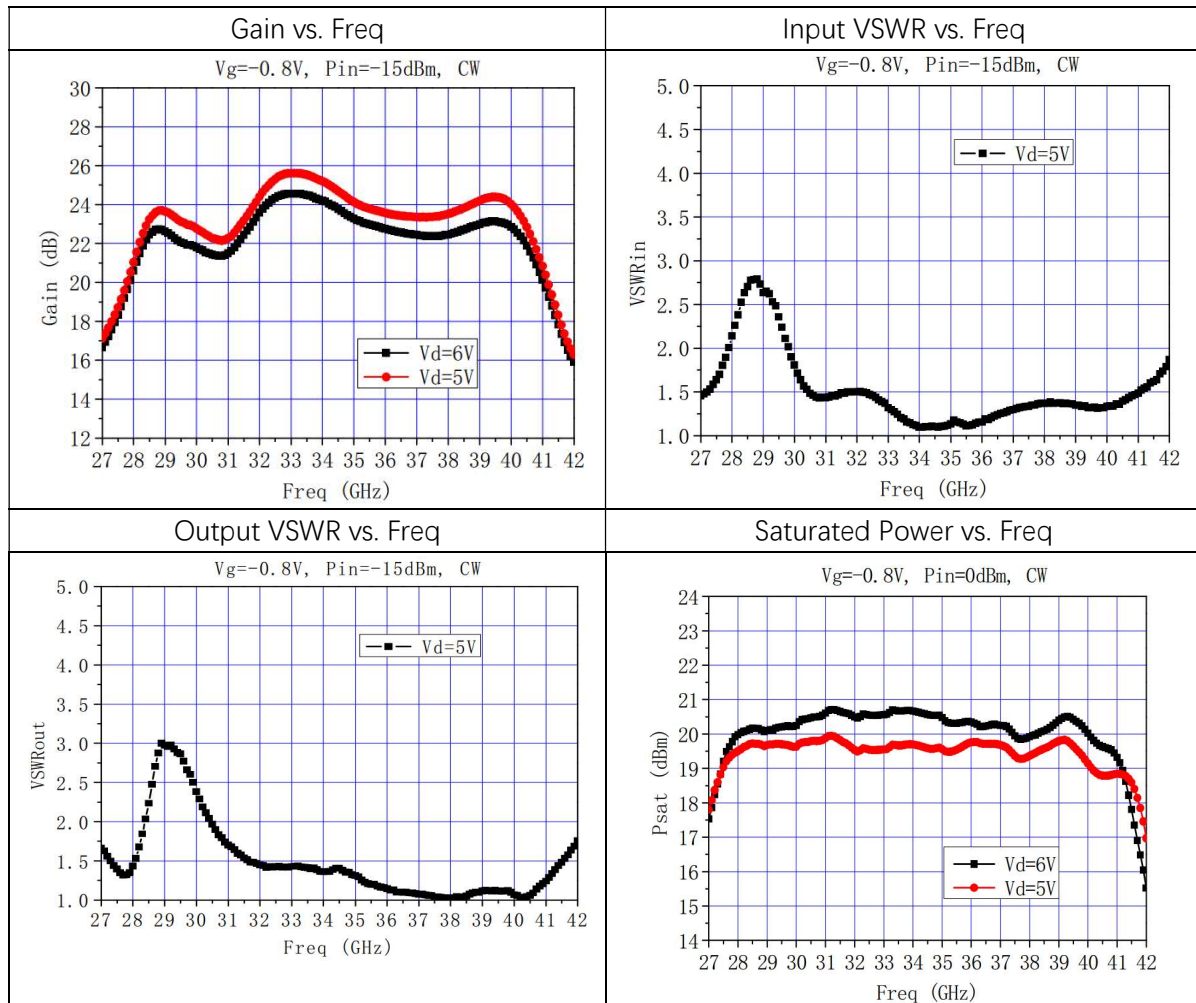 Gain vs. Freq
Vg=-0.8V, Pin=-15dBm, CW
30
28
26
24
22
20
18
16
14
12
Gain (dB)
Vd=6V
Vd=5V
27 28 29 30 31 32 33 34 35 36 37 38 39 40 41 42
Freq (GHz)
Input VSWR vs. Freq
Vg=-0.8V, Pin=-15dBm, CW
5.0
4.5
4.0
3.5
3.0
2.5
2.0
1.5
1.0
VSWRin
Vd=5V
27 28 29 30 31 32 33 34 35 36 37 38 39 40 41 42
Freq (GHz)
Output VSWR vs. Freq
Vg=-0.8V, Pin=-15dBm, CW
5.0
4.5
4.0
3.5
3.0
2.5
2.0
1.5
1.0
VSWRout
Vd=5V
27 28 29 30 31 32 33 34 35 36 37 38 39 40 41 42
Freq (GHz)
Saturated Power vs. Freq
Vg=-0.8V, Pin=0dBm, CW
24
23
22
21
20
19
18
17
16
15
14
Psat (dBm)
Vd=6V
Vd=5V
27 28 29 30 31 32 33 34 35 36 37 38 39 40 41 42
Freq (GHz)